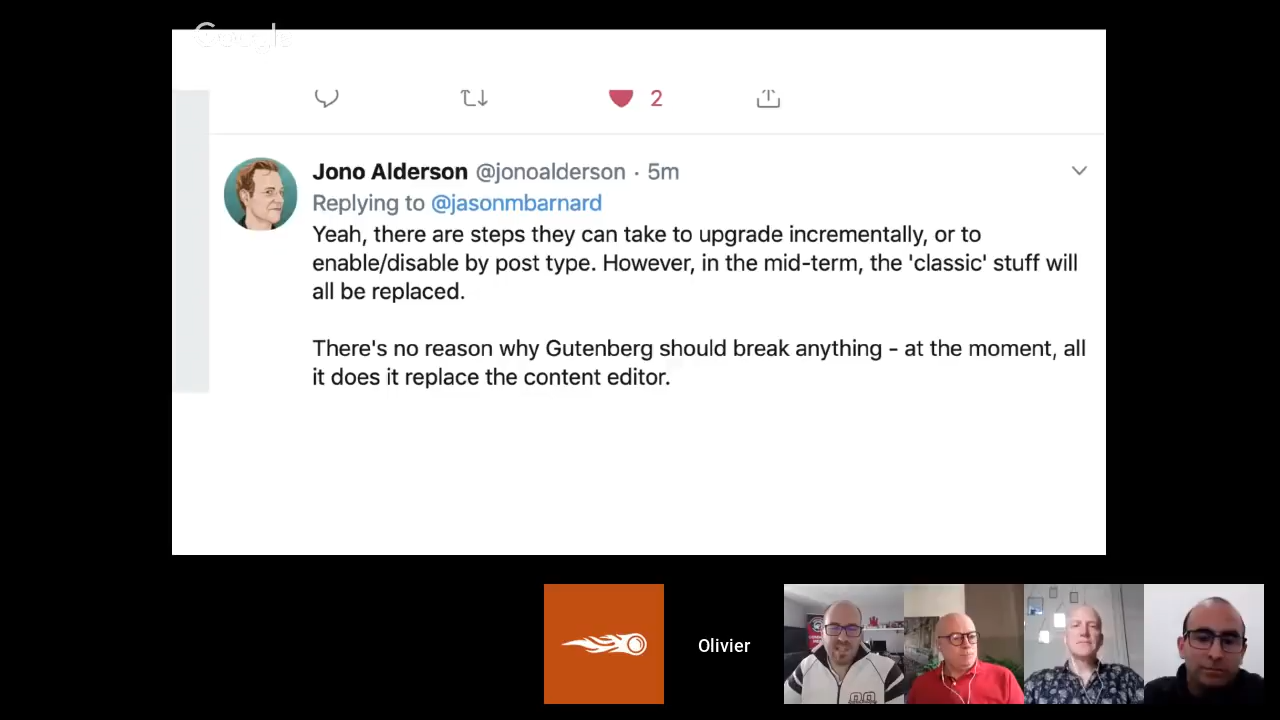 Google
2
Jono Alderson @jonoalderson · 5m
Replying to @jasonmbarnard
Yeah, there are steps they can take to upgrade incrementally, or to
enable/disable by post type. However, in the mid-term, the 'classic' stuff will
all be replaced.
There's no reason why Gutenberg should break anything - at the moment, all
it does it replace the content editor.
Olivier